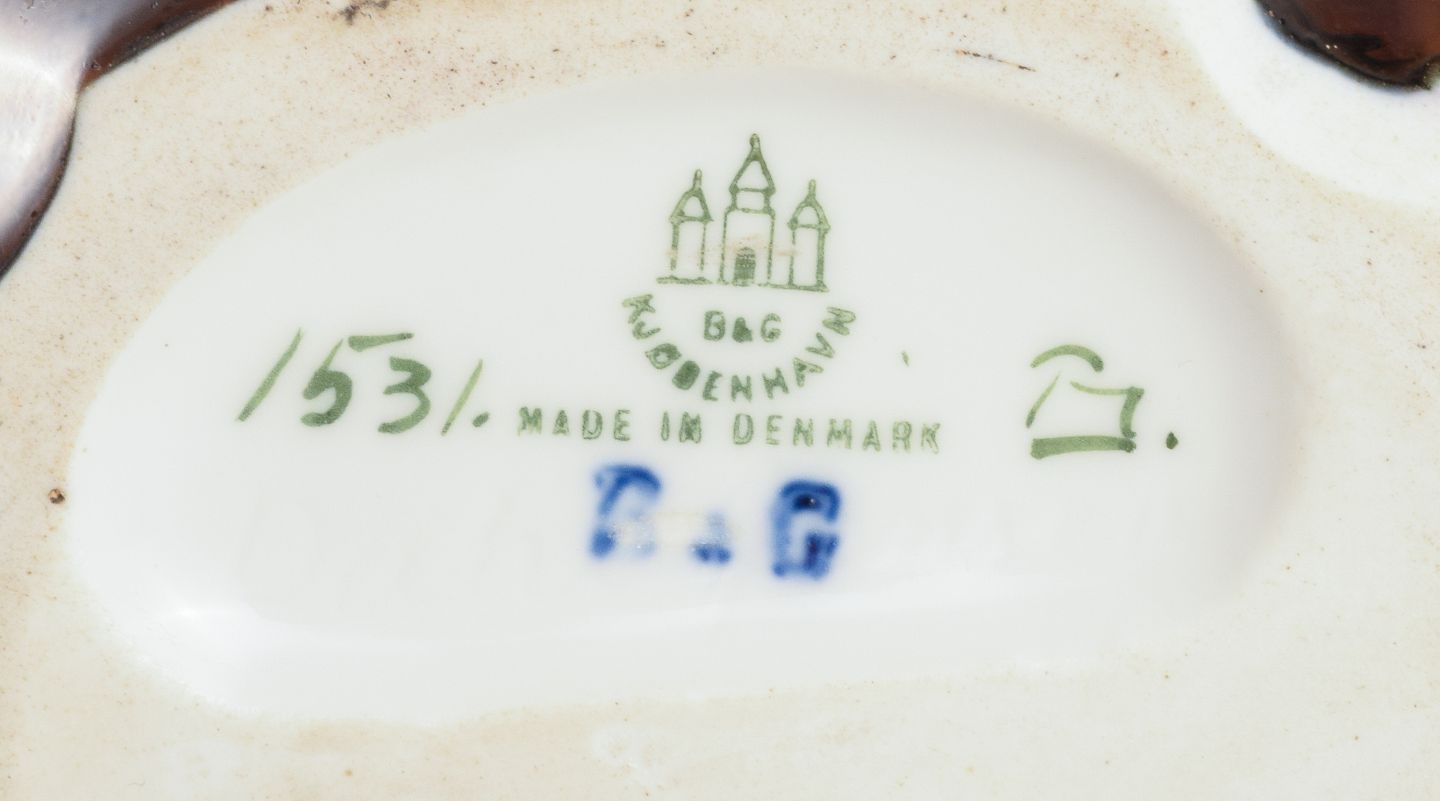 B&G
KJØBENHAVN
1531.
MADE IN DENMARK
B&G